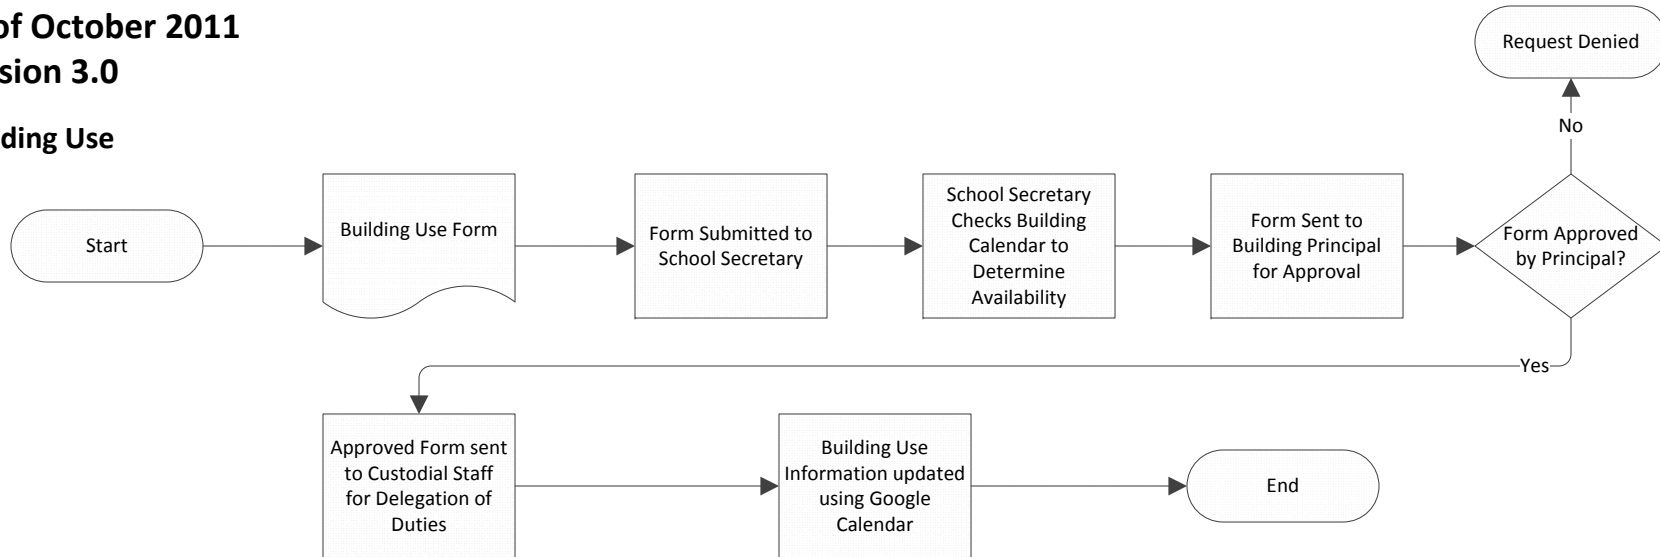 of October 2011
sion 3.0
ding Use
Request Denied
No
Start
Building Use Form
Form Submitted to
School Secretary
School Secretary
Checks Building
Calendar to
Determine
Availability
Form Sent to
Building Principal
for Approval
Form Approved
by Principal?
Yes
Approved Form sent
to Custodial Staff
for Delegation of
Duties
Building Use
Information updated
using Google
Calendar
End